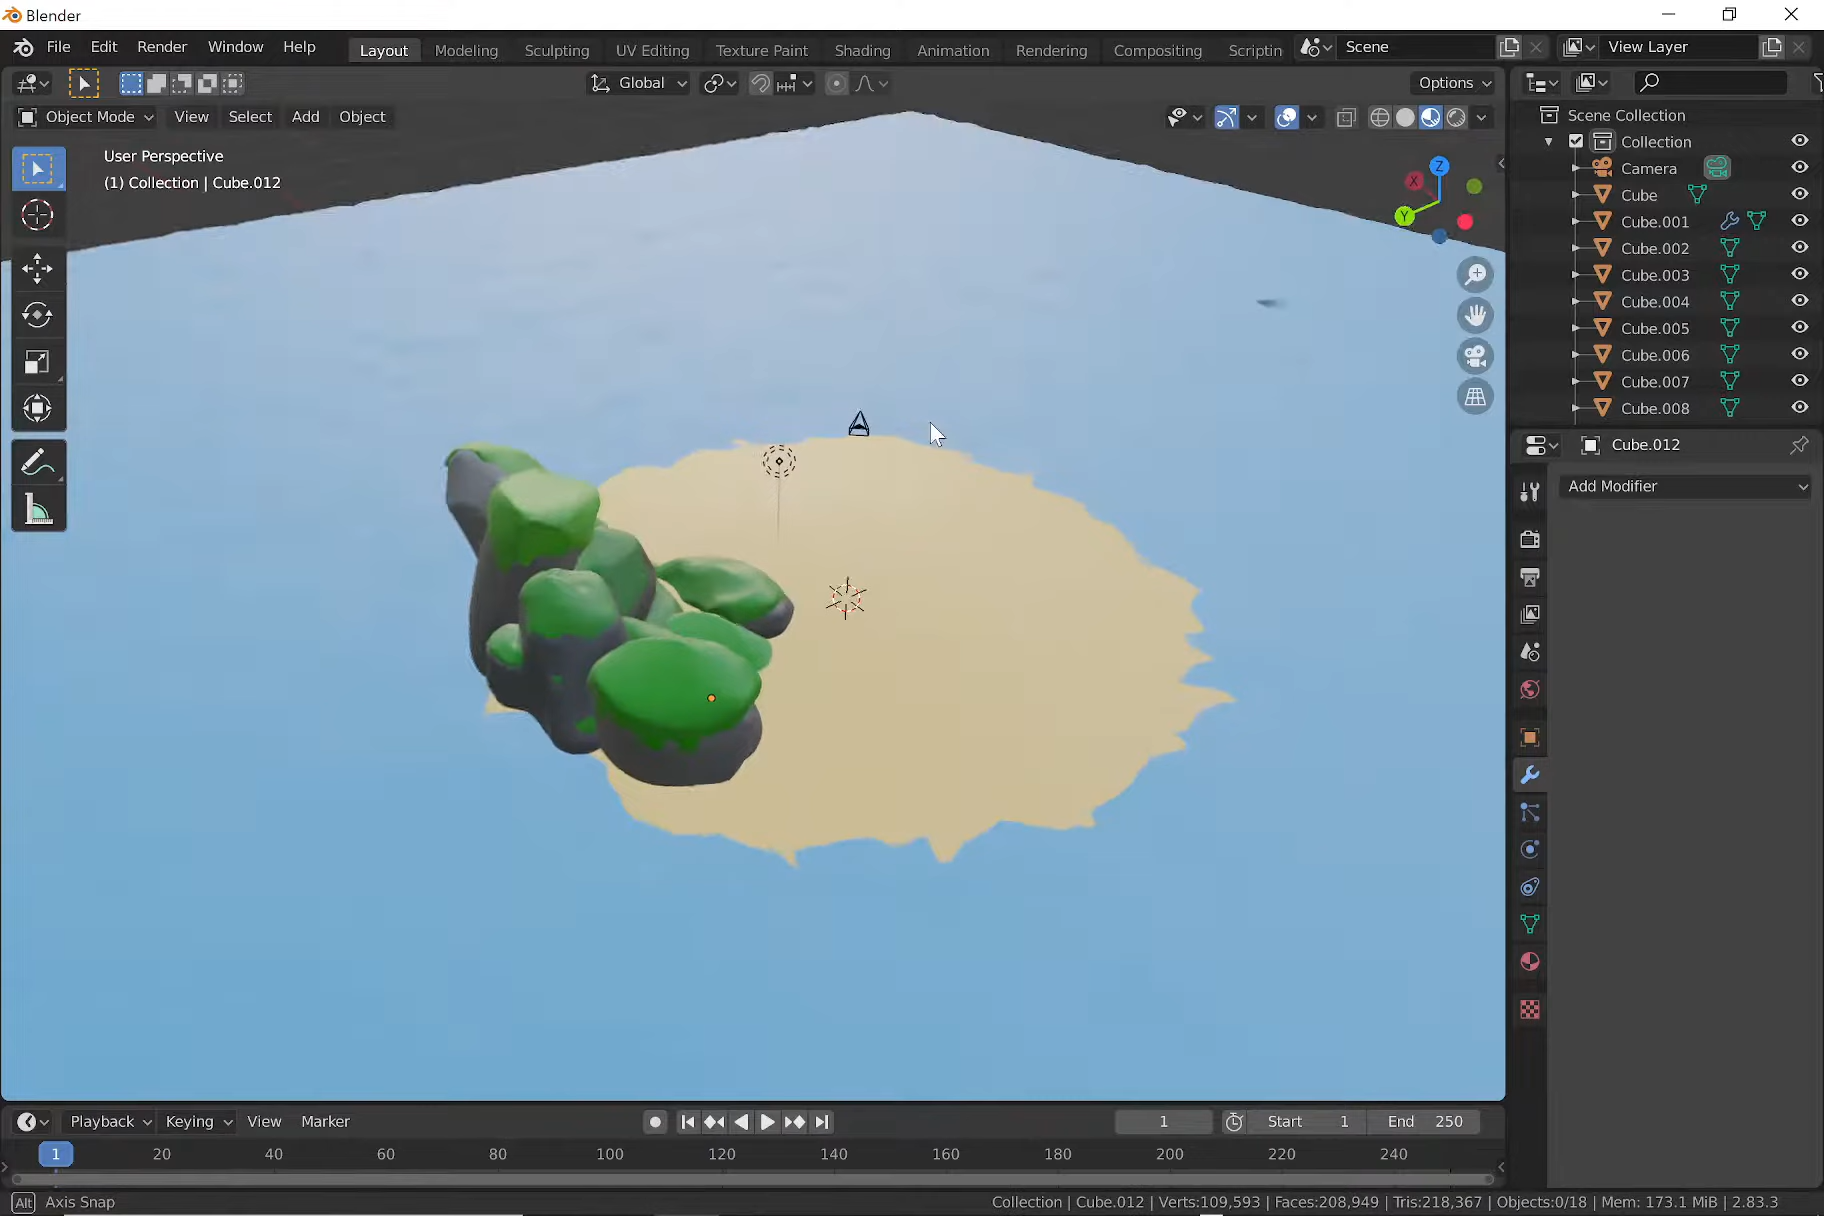 Blender
File Edit Render Window Help Layout Modeling Sculpting UV Editing Texture Paint Shading Animation Rendering Compositing Scriptin Scene View Layer
Global Options
Object Mode View Select Add Object
User Perspective
(1) Collection | Cube.012
Z
X
Y
Scene Collection
Collection
Camera
Cube
Cube.001
Cube.002
Cube.003
Cube.004
Cube.005
Cube.006
Cube.007
Cube.008
Cube.012
Add Modifier
Playback Keying View Marker 1 Start 1 End 250
1 20 40 60 80 100 120 140 160 180 200 220 240
Alt Axis Snap Collection | Cube.012 | Verts:109,593 | Faces:208,949 | Tris:218,367 | Objects:0/18 | Mem: 173.1 MiB | 2.83.3